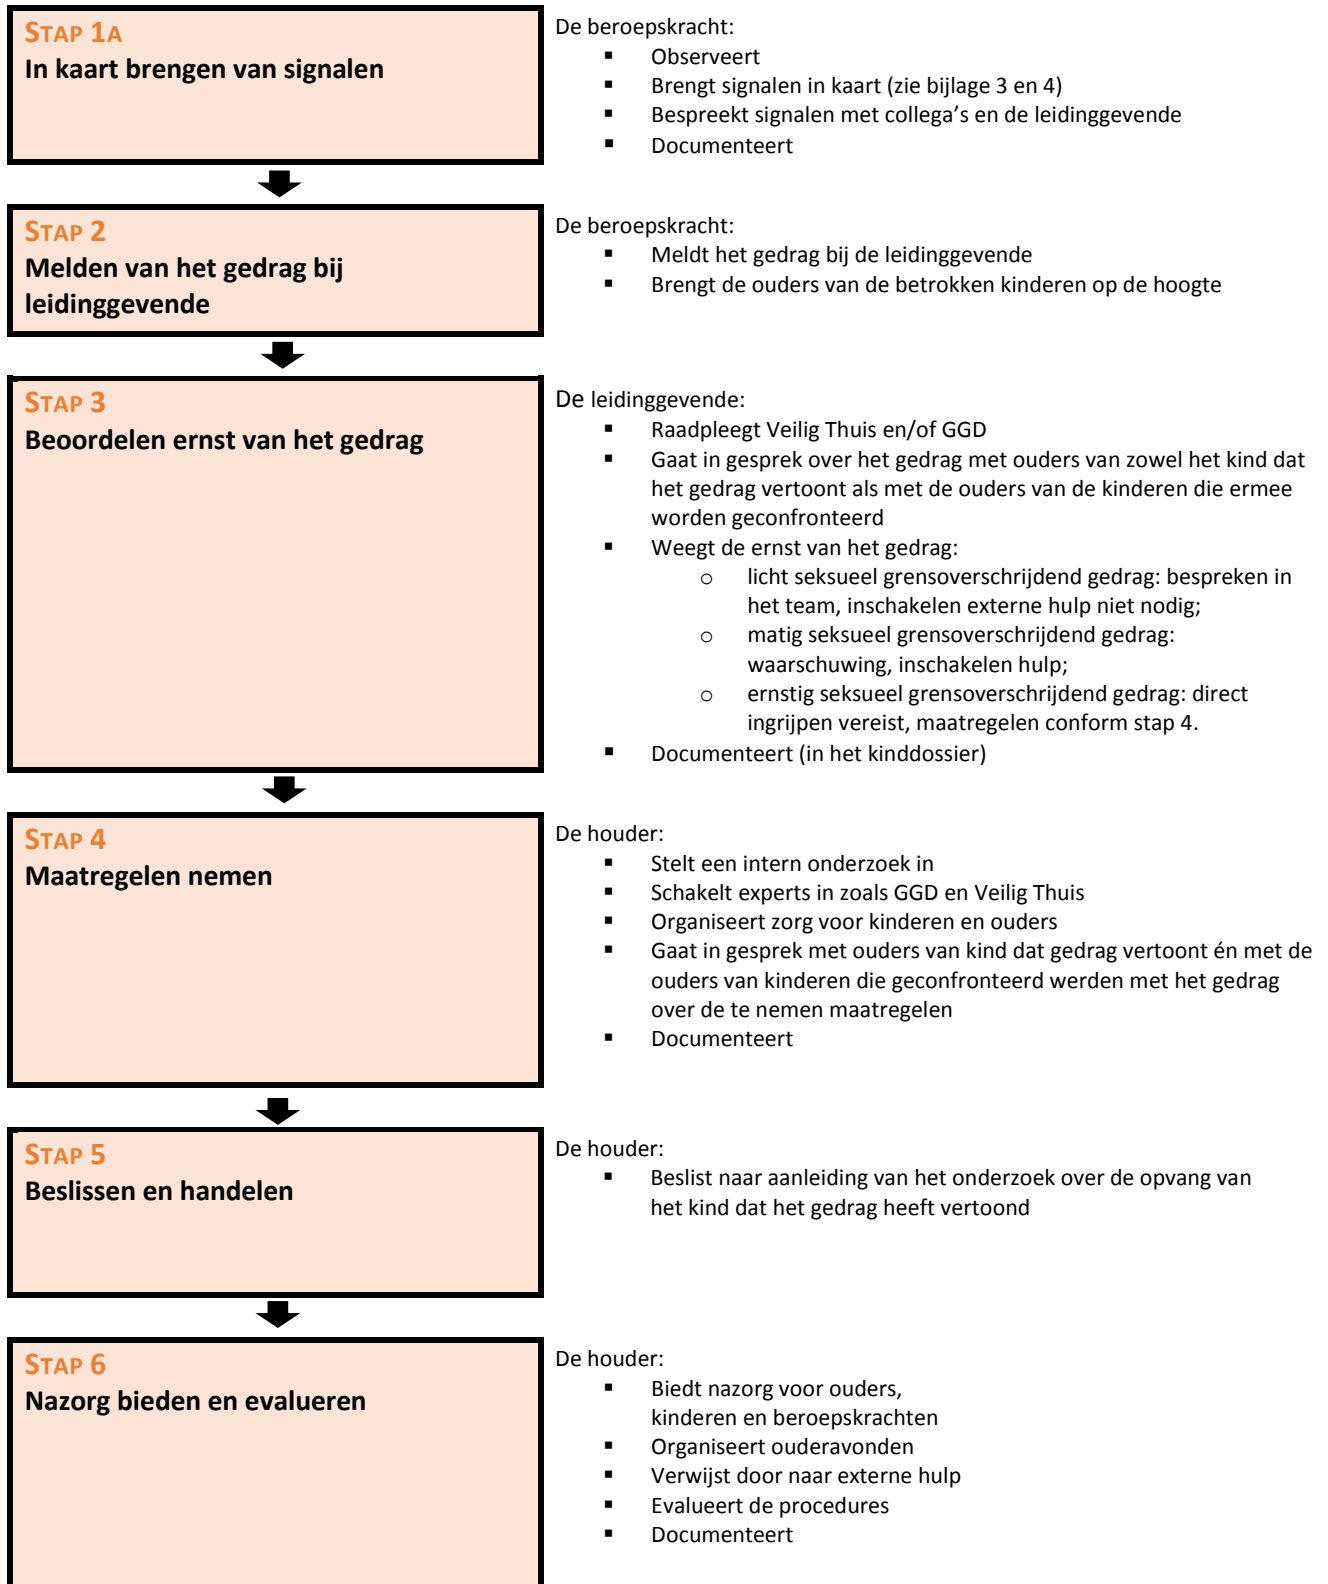 STAP 1A
In kaart brengen van signalen
De beroepskracht:
▪ Observeert
▪ Brengt signalen in kaart (zie bijlage 3 en 4)
▪ Bespreekt signalen met collega's en de leidinggevende
▪ Documenteert
STAP 2
Melden van het gedrag bij
leidinggevende
De beroepskracht:
▪ Meldt het gedrag bij de leidinggevende
▪ Brengt de ouders van de betrokken kinderen op de hoogte
STAP 3
Beoordelen ernst van het gedrag
De leidinggevende:
▪ Raadpleegt Veilig Thuis en/of GGD
▪ Gaat in gesprek over het gedrag met ouders van zowel het kind dat
het gedrag vertoont als met de ouders van de kinderen die ermee
worden geconfronteerd
▪ Weegt de ernst van het gedrag:
o licht seksueel grensoverschrijdend gedrag: bespreken in
het team, inschakelen externe hulp niet nodig;
o matig seksueel grensoverschrijdend gedrag:
waarschuwing, inschakelen hulp;
o ernstig seksueel grensoverschrijdend gedrag: direct
ingrijpen vereist, maatregelen conform stap 4.
▪ Documenteert (in het kinddossier)
STAP 4
Maatregelen nemen
De houder:
▪ Stelt een intern onderzoek in
▪ Schakelt experts in zoals GGD en Veilig Thuis
▪ Organiseert zorg voor kinderen en ouders
▪ Gaat in gesprek met ouders van kind dat gedrag vertoont én met de
ouders van kinderen die geconfronteerd werden met het gedrag
over de te nemen maatregelen
▪ Documenteert
STAP 5
Beslissen en handelen
De houder:
▪ Beslist naar aanleiding van het onderzoek over de opvang van
het kind dat het gedrag heeft vertoond
STAP 6
Nazorg bieden en evalueren
De houder:
▪ Biedt nazorg voor ouders,
kinderen en beroepskrachten
▪ Organiseert ouderavonden
▪ Verwijst door naar externe hulp
▪ Evalueert de procedures
▪ Documenteert